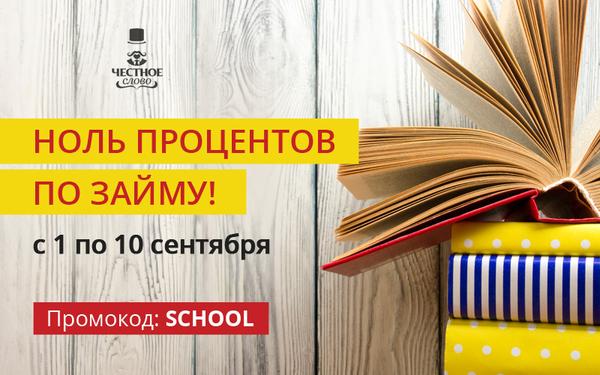 ЧЕСТНОЕ
СЛОВО
НОЛЬ ПРОЦЕНТОВ
ПО ЗАЙМУ!
с 1 по 10 сентября
Промокод: SCHOOL